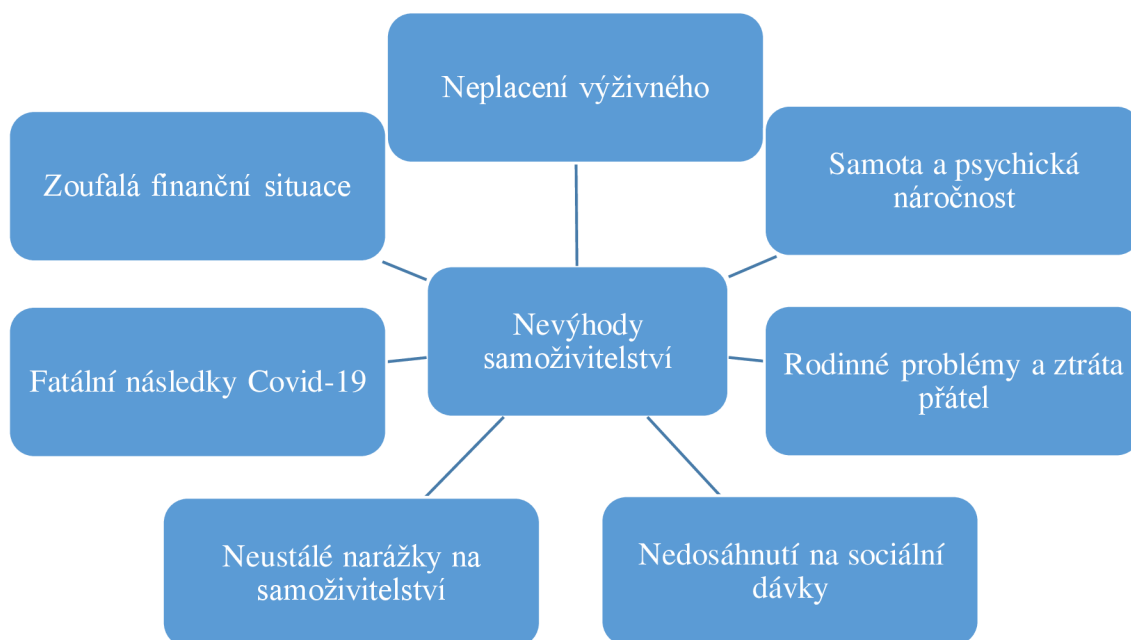 Neplacení výživného
Zoufalá finanční situace
Samota a psychická
náročnost
Nevýhody
samoživitelství
Fatální následky Covid-19
Rodinné problémy a ztráta
přátel
Neustálé narážky na
samoživitelství
Nedosáhnutí na sociální
dávky